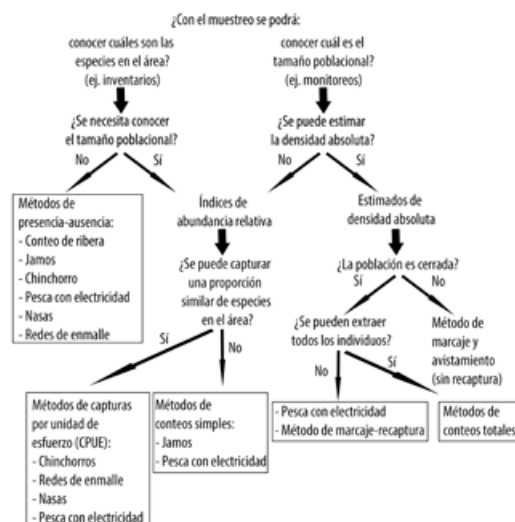 ¿Con el muestreo se podrá:
conocer cuáles son las
especies en el área?
(ej. inventarios)
conocer cuál es el
tamaño poblacional?
(ej. monitoreos)
¿Se necesita conocer
el tamaño poblacional?
¿Se puede estimar
la densidad absoluta?
No
Sí
No
Sí
Métodos de
presencia-ausencia:
- Conteo de ribera
- Jamos
- Chinchorro
- Pesca con electricidad
- Nasas
- Redes de enmalle
Índices de
abundancia relativa
Estimados de
densidad absoluta
¿Se puede capturar
una proporción
similar de especies
en el área?
¿La población es cerrada?
Sí
No
¿Se pueden extraer
todos los individuos?
Método de
marcaje y
avistamiento
(sin recaptura)
Sí
No
No
Sí
Métodos de capturas
por unidad de
esfuerzo (CPUE):
- Chinchorros
- Redes de enmalle
- Nasas
- Pesca con electricidad
Métodos de
conteos simples:
- Jamos
- Pesca con electricidad
- Pesca con electricidad
- Método de marcaje-recaptura
Métodos de
conteos totales